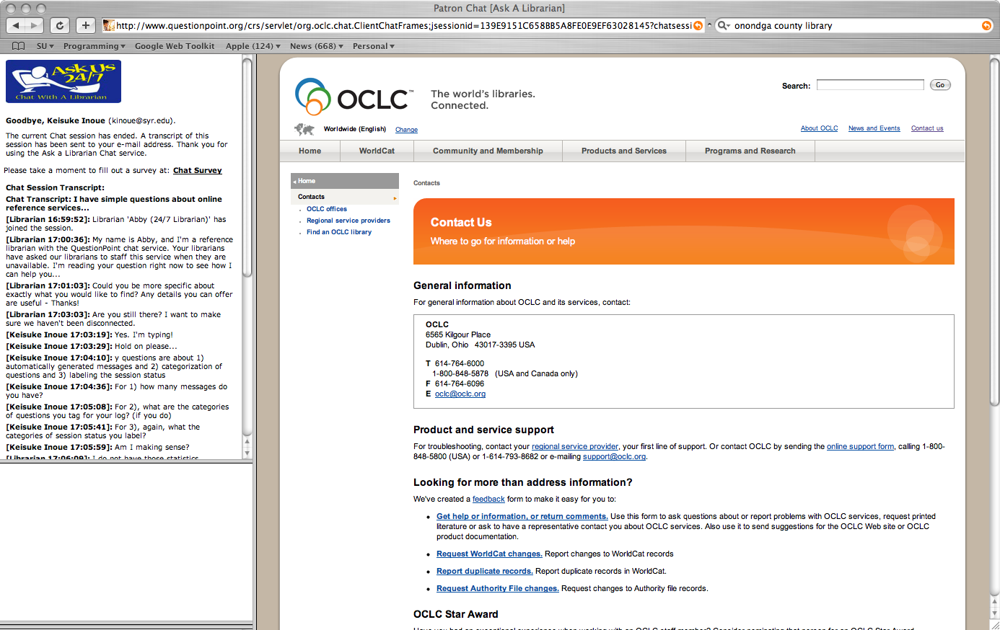 Patron Chat [Ask A Librarian]
http://www.questionpoint.org/crs/servlet/org.oclc.chat.ClientChatFrames;jsessionid=139E9151C658BB5A8FE0E9EF63028145?chatsessi
onondga county library
SU Programming Google Web Toolkit Apple (124) News (668) Personal
Ask Us
24/7
Chat With A Librarian
Goodbye, Keisuke Inoue (kinoue@syr.edu).
The current Chat session has ended. A transcript of this
session has been sent to your e-mail address. Thank you for
using the Ask a Librarian Chat service.
Please take a moment to fill out a survey at: Chat Survey
Chat Session Transcript:
Chat Transcript: I have simple questions about online
reference services...
[Librarian 16:59:52]: Librarian 'Abby (24/7 Librarian)' has
joined the session.
[Librarian 17:00:36]: My name is Abby, and I'm a reference
librarian with the QuestionPoint chat service. Your librarians
have asked our librarians to staff this service when they are
unavailable. I'm reading your question right now to see how I
can help you...
[Librarian 17:01:03]: Could you be more specific about
exactly what you would like to find? Any details you can offer
are useful - Thanks!
[Librarian 17:03:03]: Are you still there? I want to make
sure we haven't been disconnected.
[Keisuke Inoue 17:03:19]: Yes. I'm typing!
[Keisuke Inoue 17:03:29]: Hold on please...
[Keisuke Inoue 17:04:10]: y questions are about 1)
automatically generated messages and 2) categorization of
questions and 3) labeling the session status
[Keisuke Inoue 17:04:36]: For 1) how many messages do
you have?
[Keisuke Inoue 17:05:08]: For 2), what are the categories
of questions you tag for your log? (if you do)
[Keisuke Inoue 17:05:41]: For 3), again, what the
categories of session status you label?
[Keisuke Inoue 17:05:59]: Am I making sense?
[Librarian 17:06:09]: I do not have those statistics
OCLC™
The world's libraries.
Connected.
Search:
Go
Worldwide (English) Change
About OCLC News and Events Contact us
Home WorldCat Community and Membership Products and Services Programs and Research
Home
Contacts
OCLC offices
Regional service providers
Find an OCLC library
Contacts
Contact Us
Where to go for information or help
General information
For general information about OCLC and its services, contact:
OCLC
6565 Kilgour Place
Dublin, Ohio 43017-3395 USA
T 614-764-6000
1-800-848-5878 (USA and Canada only)
F 614-764-6096
E oclc@oclc.org
Product and service support
For troubleshooting, contact your regional service provider, your first line of support. Or contact OCLC by sending the online support form, calling 1-800-
848-5800 (USA) or 1-614-793-8682 or e-mailing support@oclc.org.
Looking for more than address information?
We've created a feedback form to make it easy for you to:
• Get help or information, or return comments. Use this form to ask questions about or report problems with OCLC services, request printed
literature or ask to have a representative contact you about OCLC services. Also use it to send suggestions for the OCLC Web site or OCLC
product documentation.
• Request WorldCat changes. Report changes to WorldCat records
• Report duplicate records. Report duplicate records in WorldCat.
• Request Authority File changes. Request changes to Authority file records.
OCLC Star Award
Have you had an exceptional experience when working with an OCLC staff member? Consider nominating that person for an OCLC Star Award